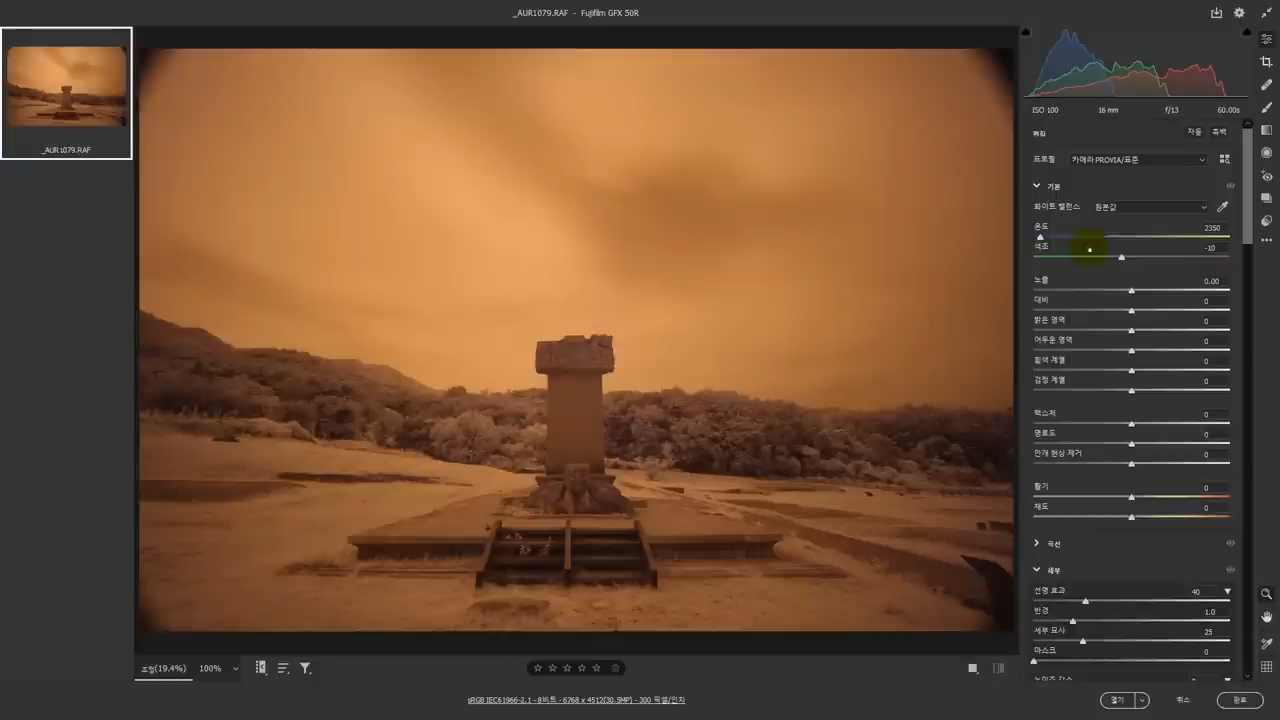 _AUR1079.RAF - Fujifilm GFX 50R
_AUR1079.RAF
ISO 100 16 mm f/13 60.00s
편집 자동 흑백
프로필 카메라 PROVIA/표준
기본
화이트 밸런스 원본값
온도 2350
색조 -10
노출 0.00
대비 0
밝은 영역 0
어두운 영역 0
흰색 계열 0
검정 계열 0
텍스처 0
명료도 0
안개 현상 제거 0
활기 0
채도 0
곡선
세부
선명 효과 40
반경 1.0
세부 묘사 25
마스크 0
노이즈 감소
조정(19.4%) 100%
sRGB IEC61966-2.1 - 8비트 - 6768 x 4512(30.5MP) - 300 픽셀/인치
열기 취소 완료